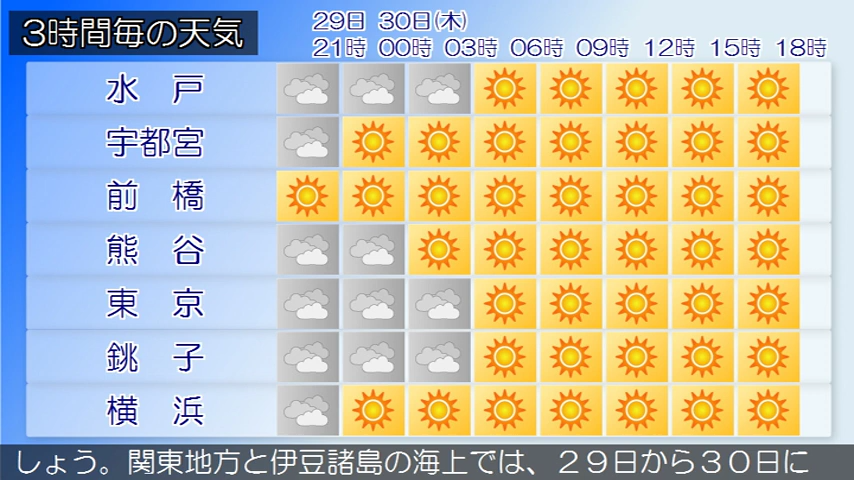 3時間毎の天気
29日 30日(木)
21時 00時 03時 06時 09時 12時 15時 18時
水 戸
宇都宮
前 橋
熊 谷
東 京
銚 子
横 浜
しょう。関東地方と伊豆諸島の海上では、２９日から３０日に